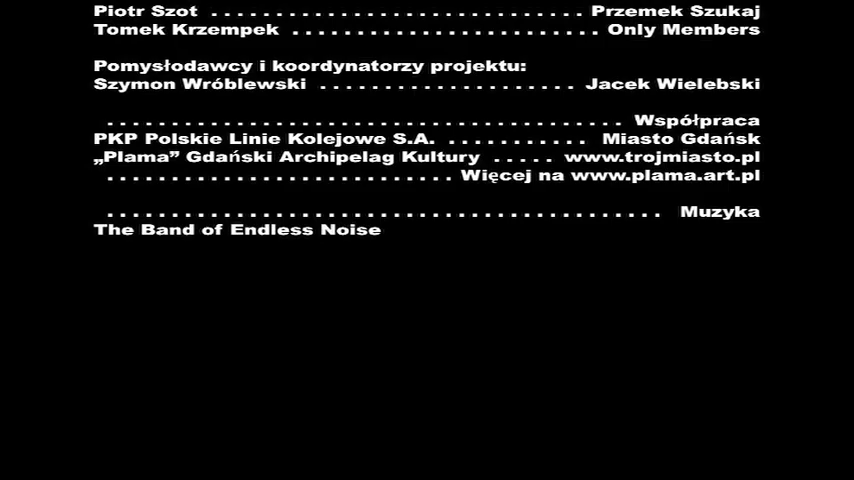 Piotr Szot . . . . . . . . . . . . . . . . . . . . . . . . . . . . . . . . . . . Przemek Szukaj
Tomek Krzempek . . . . . . . . . . . . . . . . . . . . . . . . . Only Members
Pomysłodawcy i koordynatorzy projektu:
Szymon Wróblewski . . . . . . . . . . . . . . . . . . . . Jacek Wielebski
. . . . . . . . . . . . . . . . . . . . . . . . . . . . . . . . . . . . . . . . Współpraca
PKP Polskie Linie Kolejowe S.A. . . . . . . . . . . . Miasto Gdańsk
„Plama” Gdański Archipelag Kultury . . . . . www.trojmiasto.pl
. . . . . . . . . . . . . . . . . . . . . . . . . . . Więcej na www.plama.art.pl
. . . . . . . . . . . . . . . . . . . . . . . . . . . . . . . . . . . . . . . . . . . Muzyka
The Band of Endless Noise